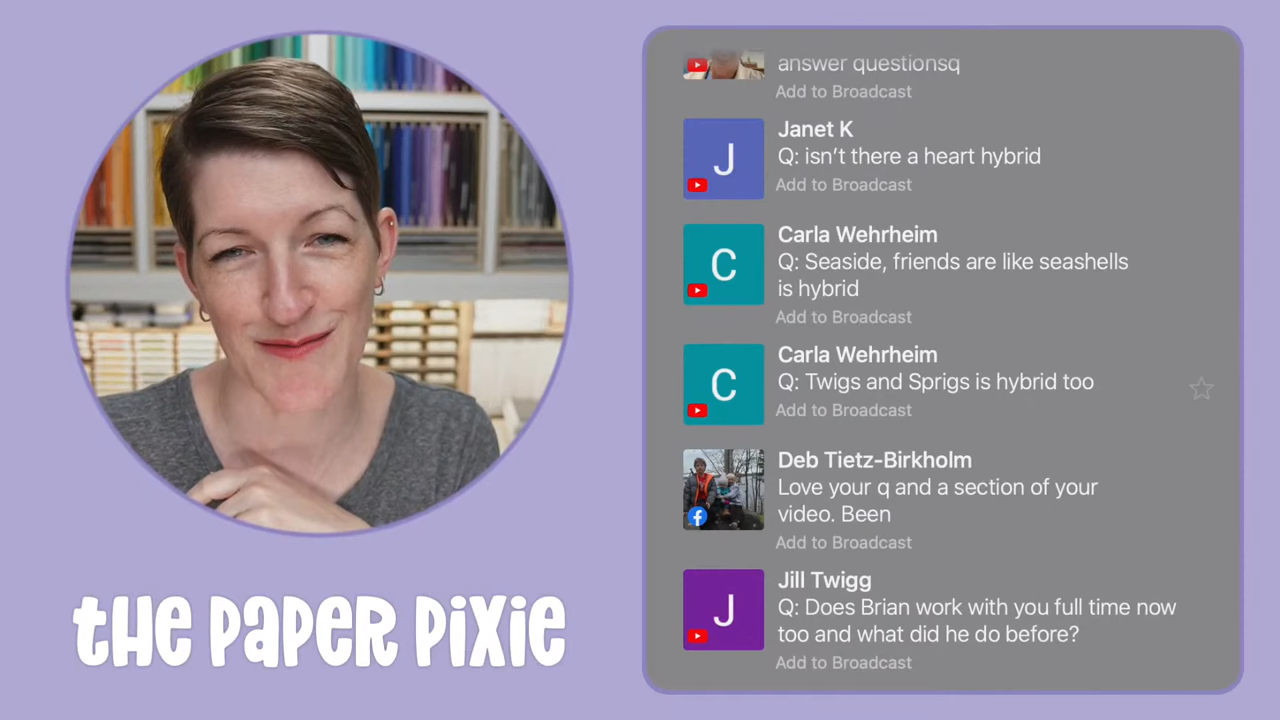 the paper pixie
answer questionsq
Add to Broadcast
J
Janet K
Q: isn’t there a heart hybrid
Add to Broadcast
C
Carla Wehrheim
Q: Seaside, friends are like seashells
is hybrid
Add to Broadcast
C
Carla Wehrheim
Q: Twigs and Sprigs is hybrid too
Add to Broadcast
Deb Tietz-Birkholm
Love your q and a section of your
video. Been
Add to Broadcast
J
Jill Twigg
Q: Does Brian work with you full time now
too and what did he do before?
Add to Broadcast